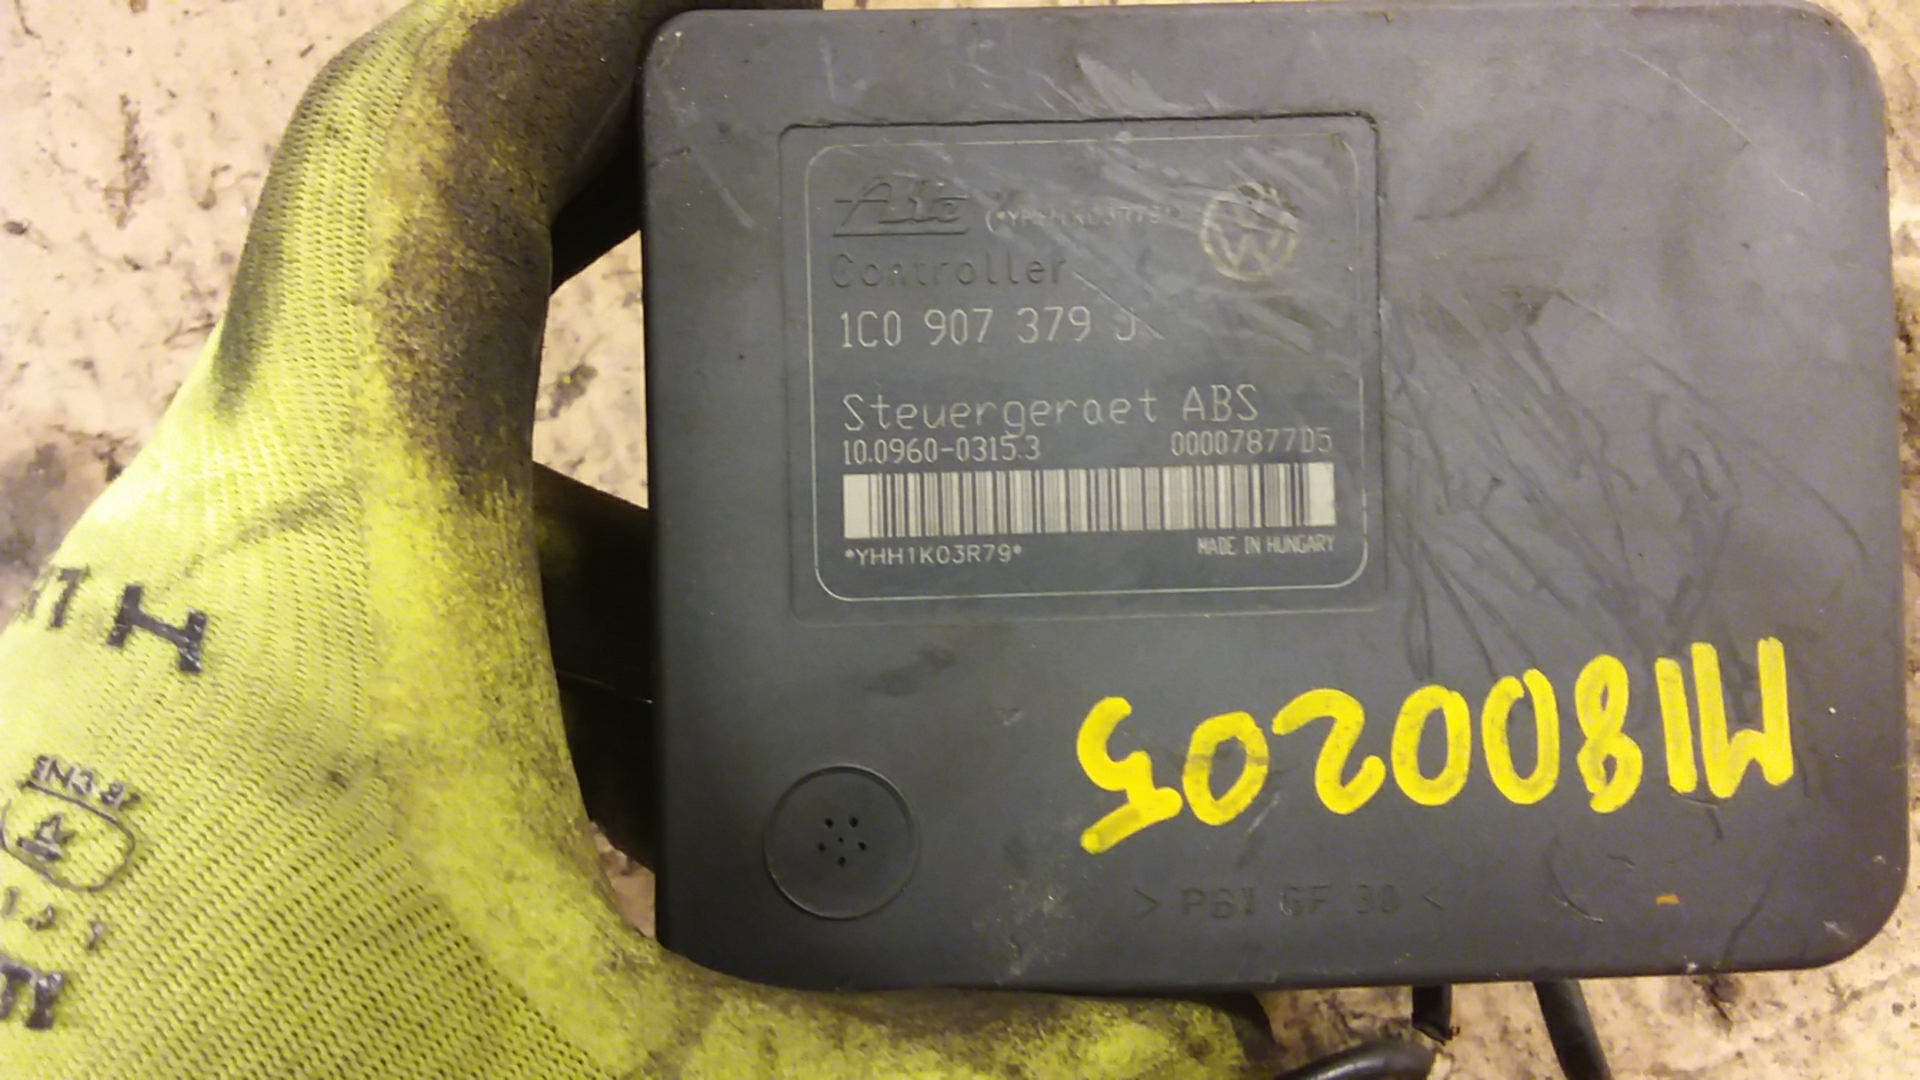 Ate
Controller
1C0 907 379 J
Steuergeraet ABS
10.0960-0315.3 00007877D5
*YHH1K03R79*
MADE IN HUNGARY
M1800205
> PBT GF 30 <
H